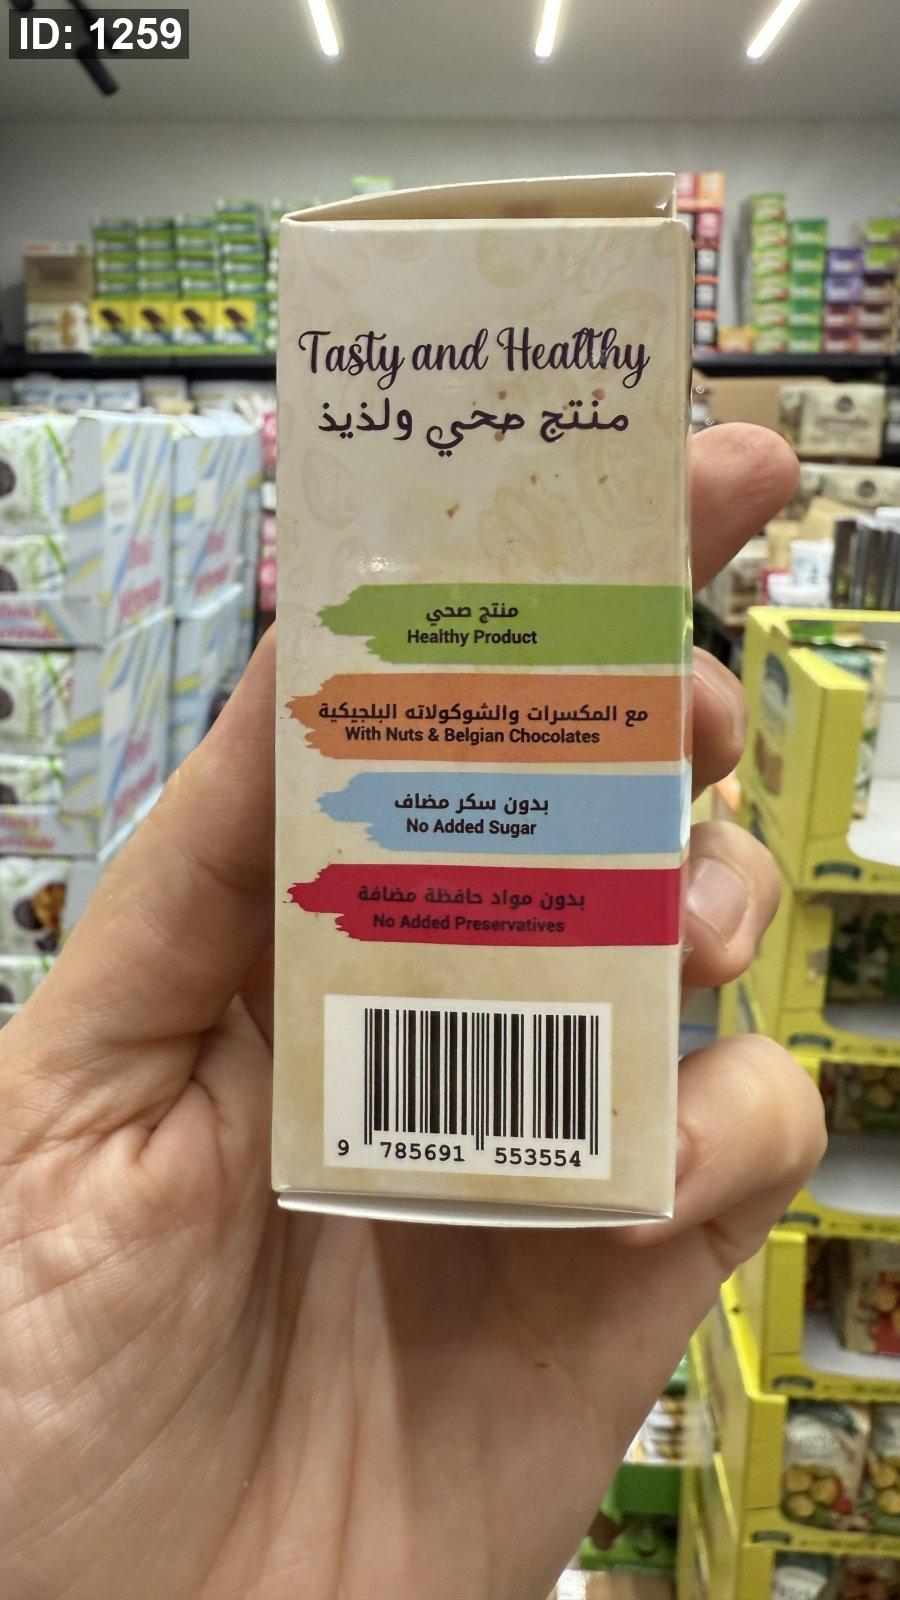 ID: 1259
Tasty and Healthy
منتج صحي ولذيذ
منتج صحي
Healthy Product
مع المكسرات والشوكولاته البلجيكية
With Nuts & Belgian Chocolates
بدون سكر مضاف
No Added Sugar
بدون مواد حافظة مضافة
No Added Preservatives
9 785691 553554